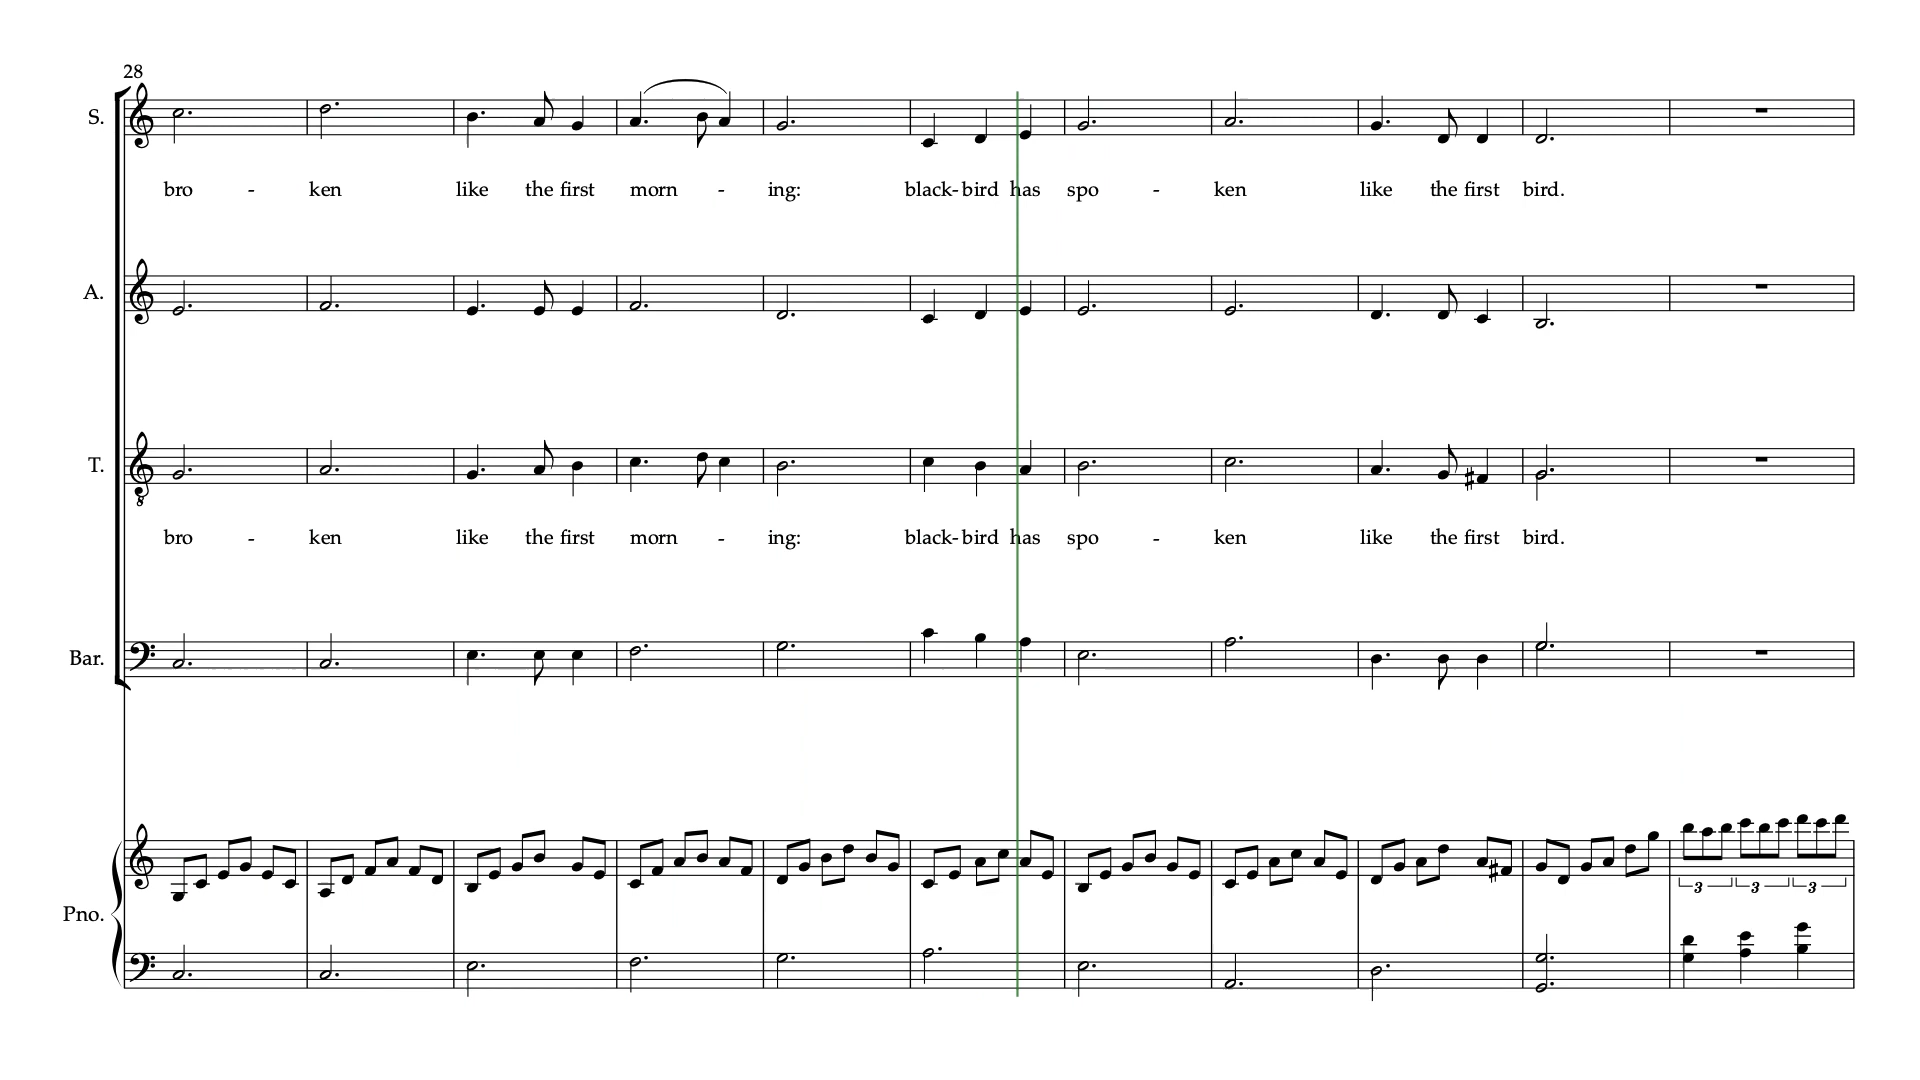 28
S.
bro - ken like the first morn - ing: black-bird has spo - ken like the first bird.
A.
T.
bro - ken like the first morn - ing: black-bird has spo - ken like the first bird.
Bar.
Pno.
3 3 3